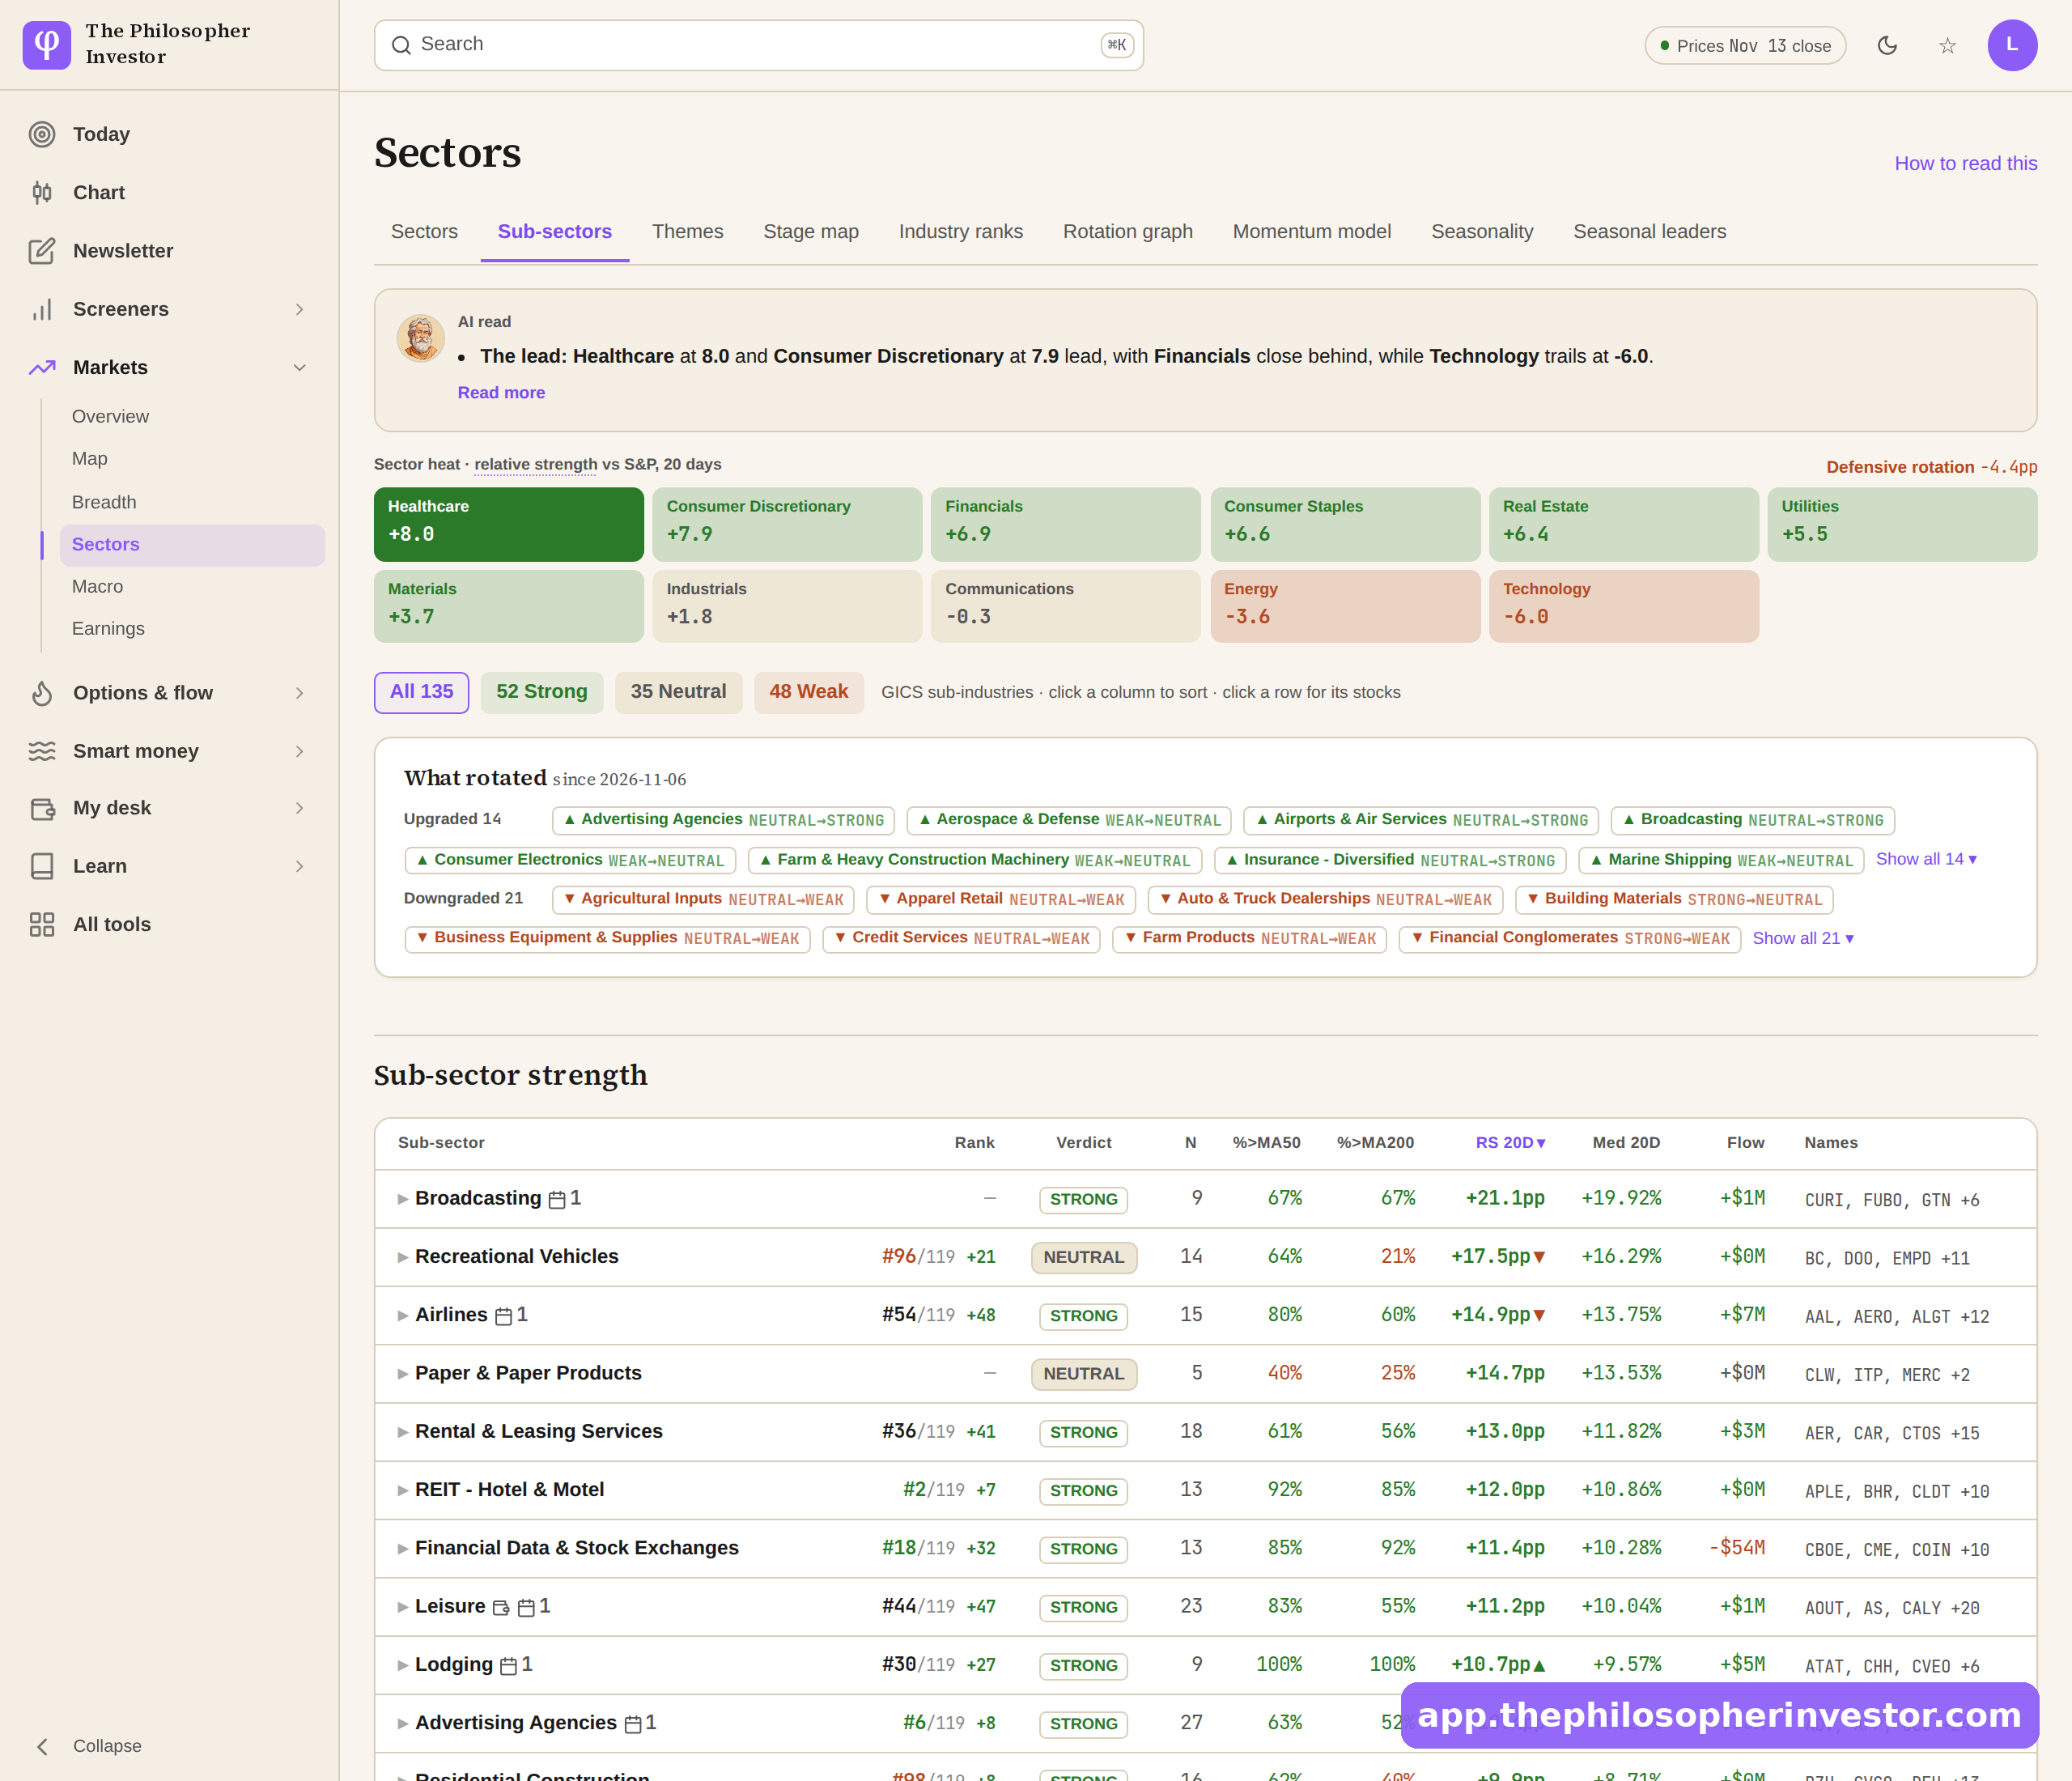 φ The Philosopher Investor
Search ⌘K
Prices Nov 13 close
☆
L
Today
Chart
Newsletter
Screeners
Markets
Overview
Map
Breadth
Sectors
Macro
Earnings
Options & flow
Smart money
My desk
Learn
All tools
Collapse
Sectors
How to read this
Sectors Sub-sectors Themes Stage map Industry ranks Rotation graph Momentum model Seasonality Seasonal leaders
AI read
• The lead: Healthcare at 8.0 and Consumer Discretionary at 7.9 lead, with Financials close behind, while Technology trails at -6.0.
Read more
Sector heat · relative strength vs S&P, 20 days
Defensive rotation -4.4pp
Healthcare +8.0
Consumer Discretionary +7.9
Financials +6.9
Consumer Staples +6.6
Real Estate +6.4
Utilities +5.5
Materials +3.7
Industrials +1.8
Communications -0.3
Energy -3.6
Technology -6.0
All 135 52 Strong 35 Neutral 48 Weak GICS sub-industries · click a column to sort · click a row for its stocks
What rotated since 2026-11-06
Upgraded 14 ▲ Advertising Agencies NEUTRAL→STRONG ▲ Aerospace & Defense WEAK→NEUTRAL ▲ Airports & Air Services NEUTRAL→STRONG ▲ Broadcasting NEUTRAL→STRONG
▲ Consumer Electronics WEAK→NEUTRAL ▲ Farm & Heavy Construction Machinery WEAK→NEUTRAL ▲ Insurance - Diversified NEUTRAL→STRONG ▲ Marine Shipping WEAK→NEUTRAL Show all 14 ▾
Downgraded 21 ▼ Agricultural Inputs NEUTRAL→WEAK ▼ Apparel Retail NEUTRAL→WEAK ▼ Auto & Truck Dealerships NEUTRAL→WEAK ▼ Building Materials STRONG→NEUTRAL
▼ Business Equipment & Supplies NEUTRAL→WEAK ▼ Credit Services NEUTRAL→WEAK ▼ Farm Products NEUTRAL→WEAK ▼ Financial Conglomerates STRONG→WEAK Show all 21 ▾
Sub-sector strength
Sub-sector Rank Verdict N %>MA50 %>MA200 RS 20D▼ Med 20D Flow Names
▶ Broadcasting 1 — STRONG 9 67% 67% +21.1pp +19.92% +$1M CURI, FUBO, GTN +6
▶ Recreational Vehicles #96/119 +21 NEUTRAL 14 64% 21% +17.5pp▼ +16.29% +$0M BC, DOO, EMPD +11
▶ Airlines 1 #54/119 +48 STRONG 15 80% 60% +14.9pp▼ +13.75% +$7M AAL, AERO, ALGT +12
▶ Paper & Paper Products — NEUTRAL 5 40% 25% +14.7pp +13.53% +$0M CLW, ITP, MERC +2
▶ Rental & Leasing Services #36/119 +41 STRONG 18 61% 56% +13.0pp +11.82% +$3M AER, CAR, CTOS +15
▶ REIT - Hotel & Motel #2/119 +7 STRONG 13 92% 85% +12.0pp +10.86% +$0M APLE, BHR, CLDT +10
▶ Financial Data & Stock Exchanges #18/119 +32 STRONG 13 85% 92% +11.4pp +10.28% -$54M CBOE, CME, COIN +10
▶ Leisure 1 #44/119 +47 STRONG 23 83% 55% +11.2pp +10.04% +$1M AOUT, AS, CALY +20
▶ Lodging 1 #30/119 +27 STRONG 9 100% 100% +10.7pp▲ +9.57% +$5M ATAT, CHH, CVEO +6
▶ Advertising Agencies 1 #6/119 +8 STRONG 27 63% 52
app.thephilosopherinvestor.com
▶ Residential Construction #98/119 +8 STRONG 16 62% 40% +9.9pp +8.71% +$0M